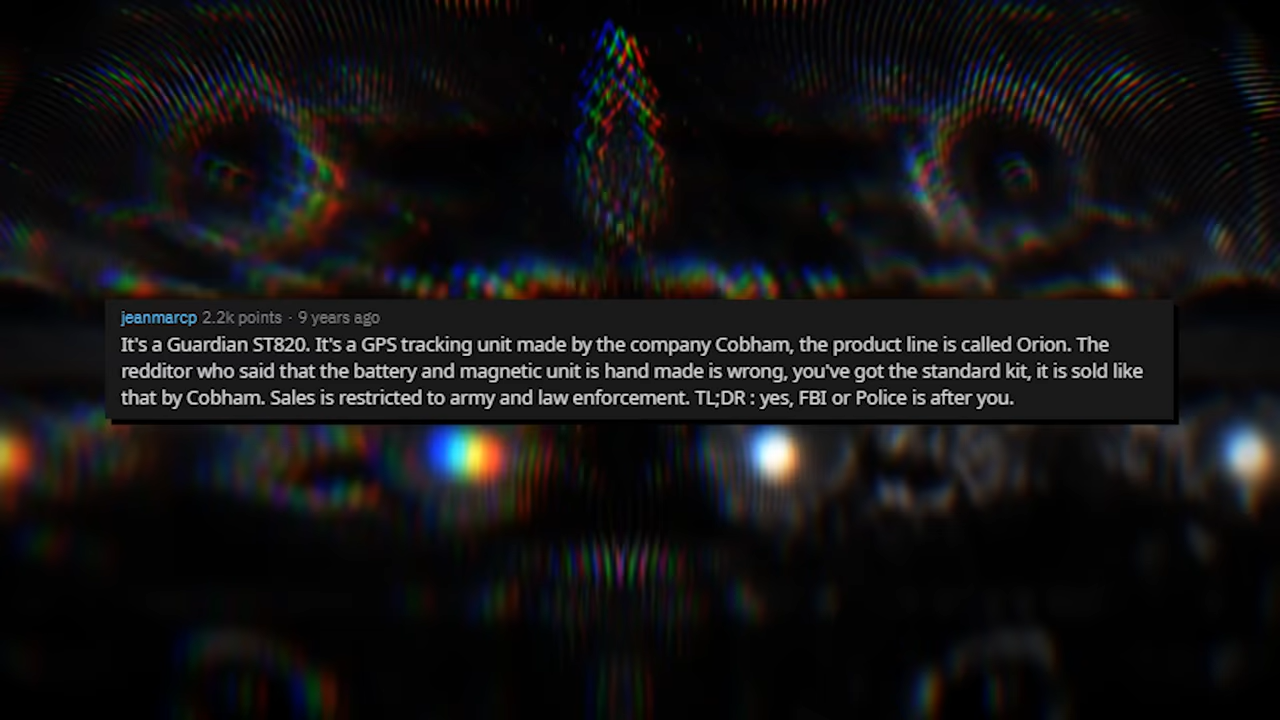 jeanmarcp 2.2k points · 9 years ago
It's a Guardian ST820. It's a GPS tracking unit made by the company Cobham, the product line is called Orion. The
redditor who said that the battery and magnetic unit is hand made is wrong, you've got the standard kit, it is sold like
that by Cobham. Sales is restricted to army and law enforcement. TL;DR : yes, FBI or Police is after you.